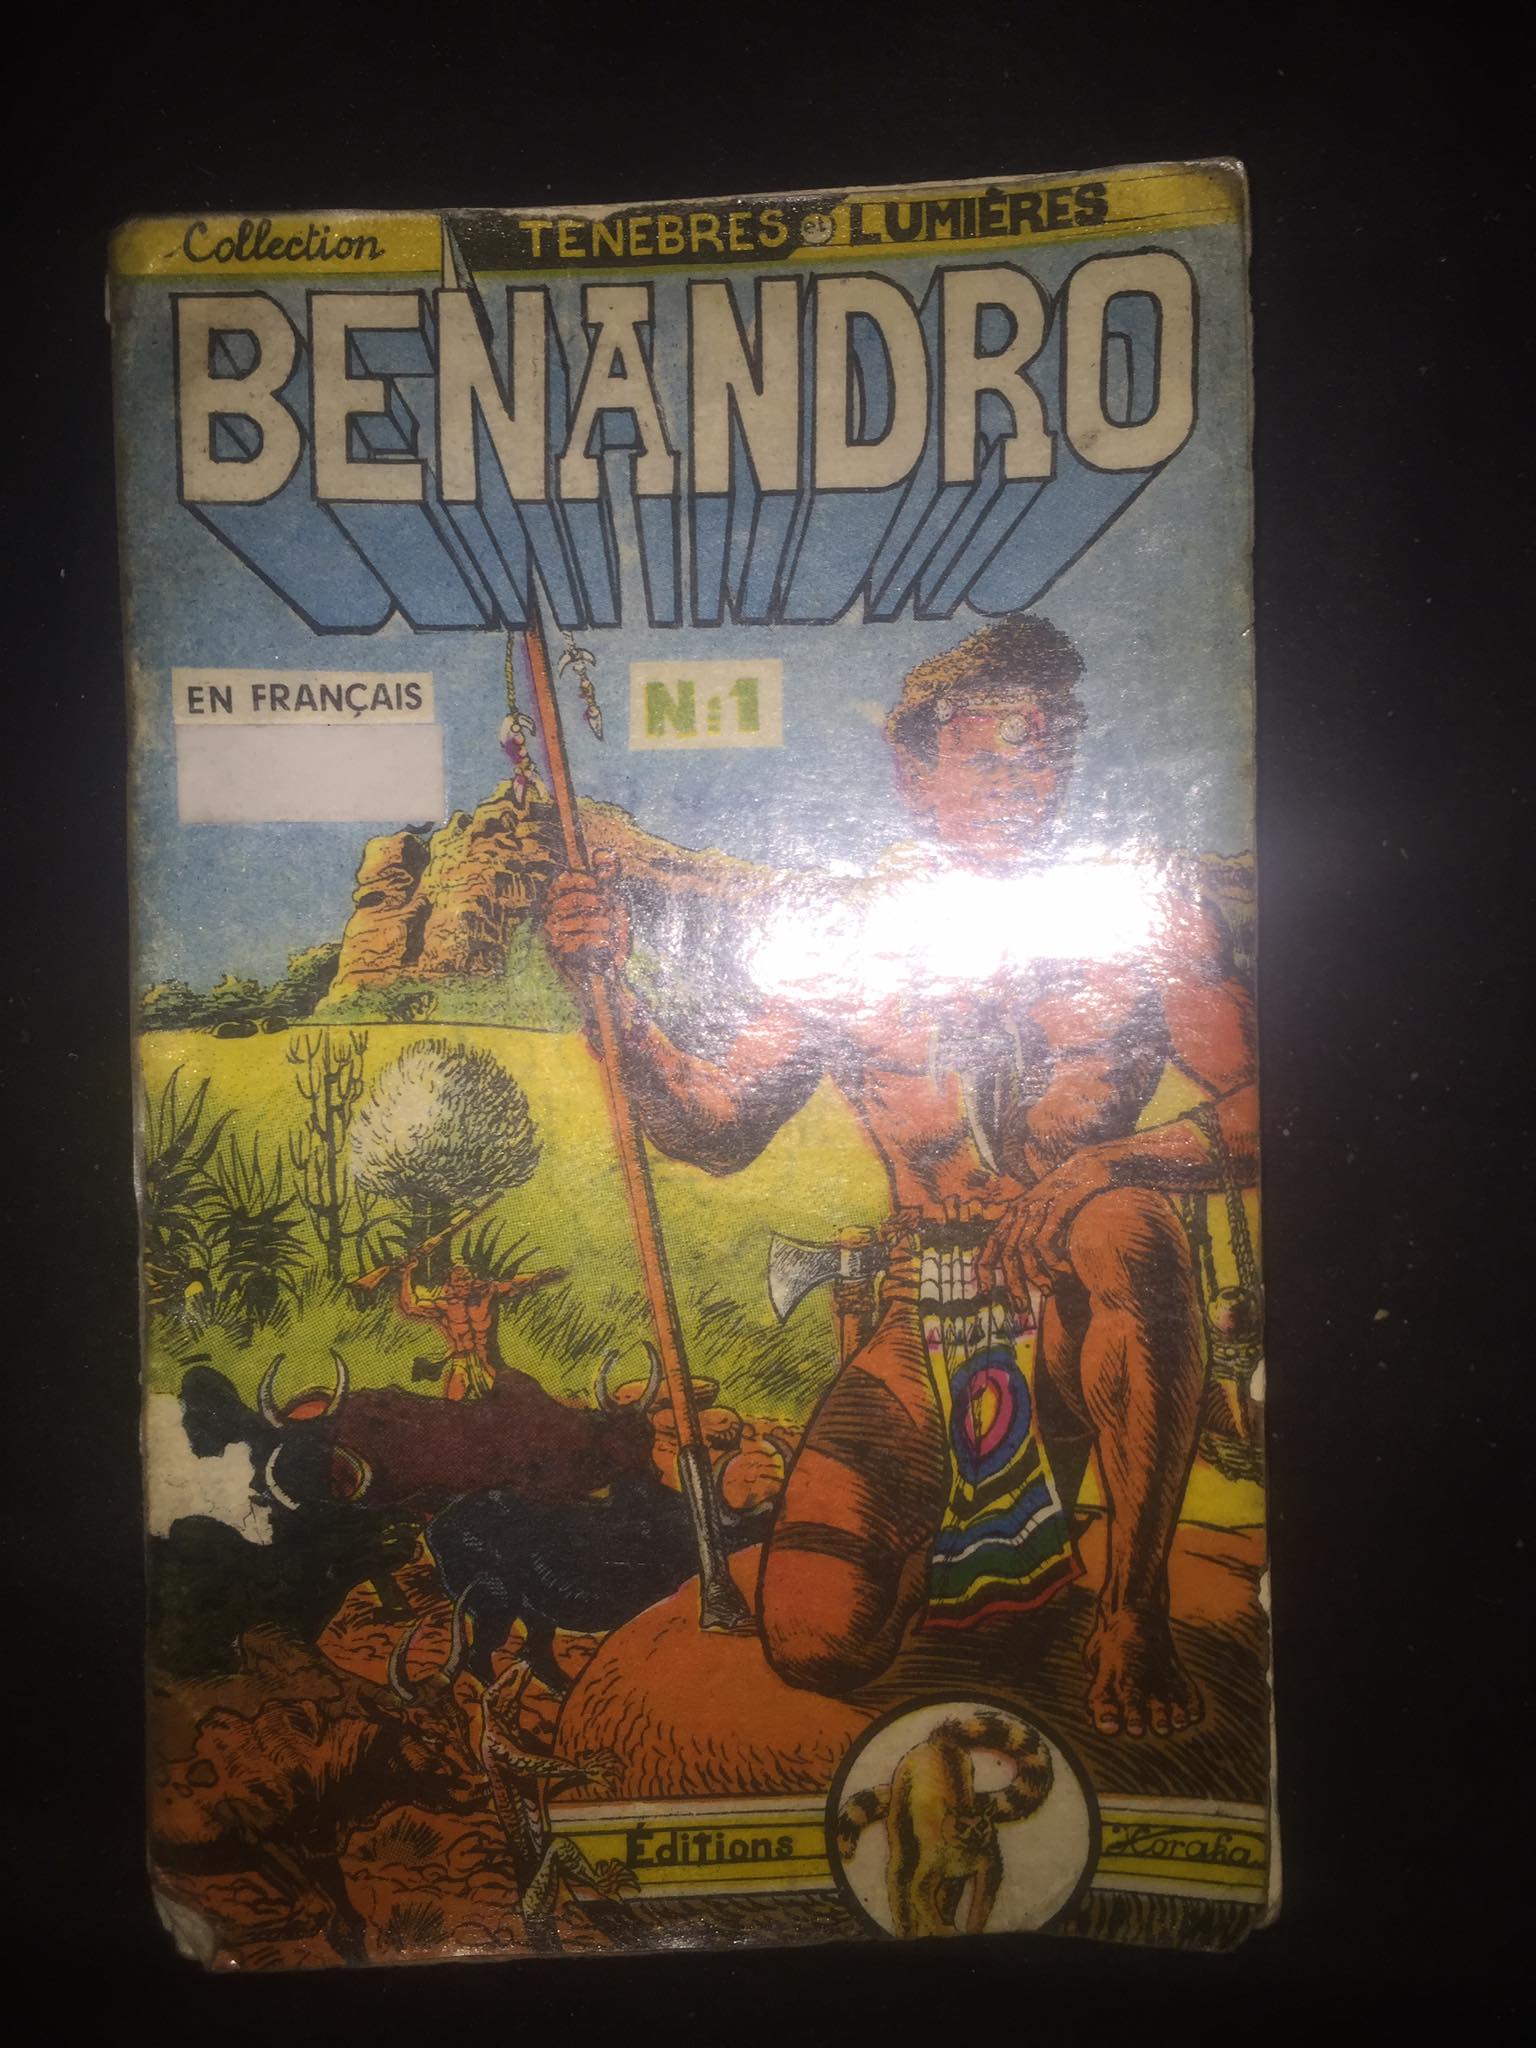 Collection TENEBRES et LUMIÈRES
BENANDRO
EN FRANÇAIS
N:1
Éditions Horaka